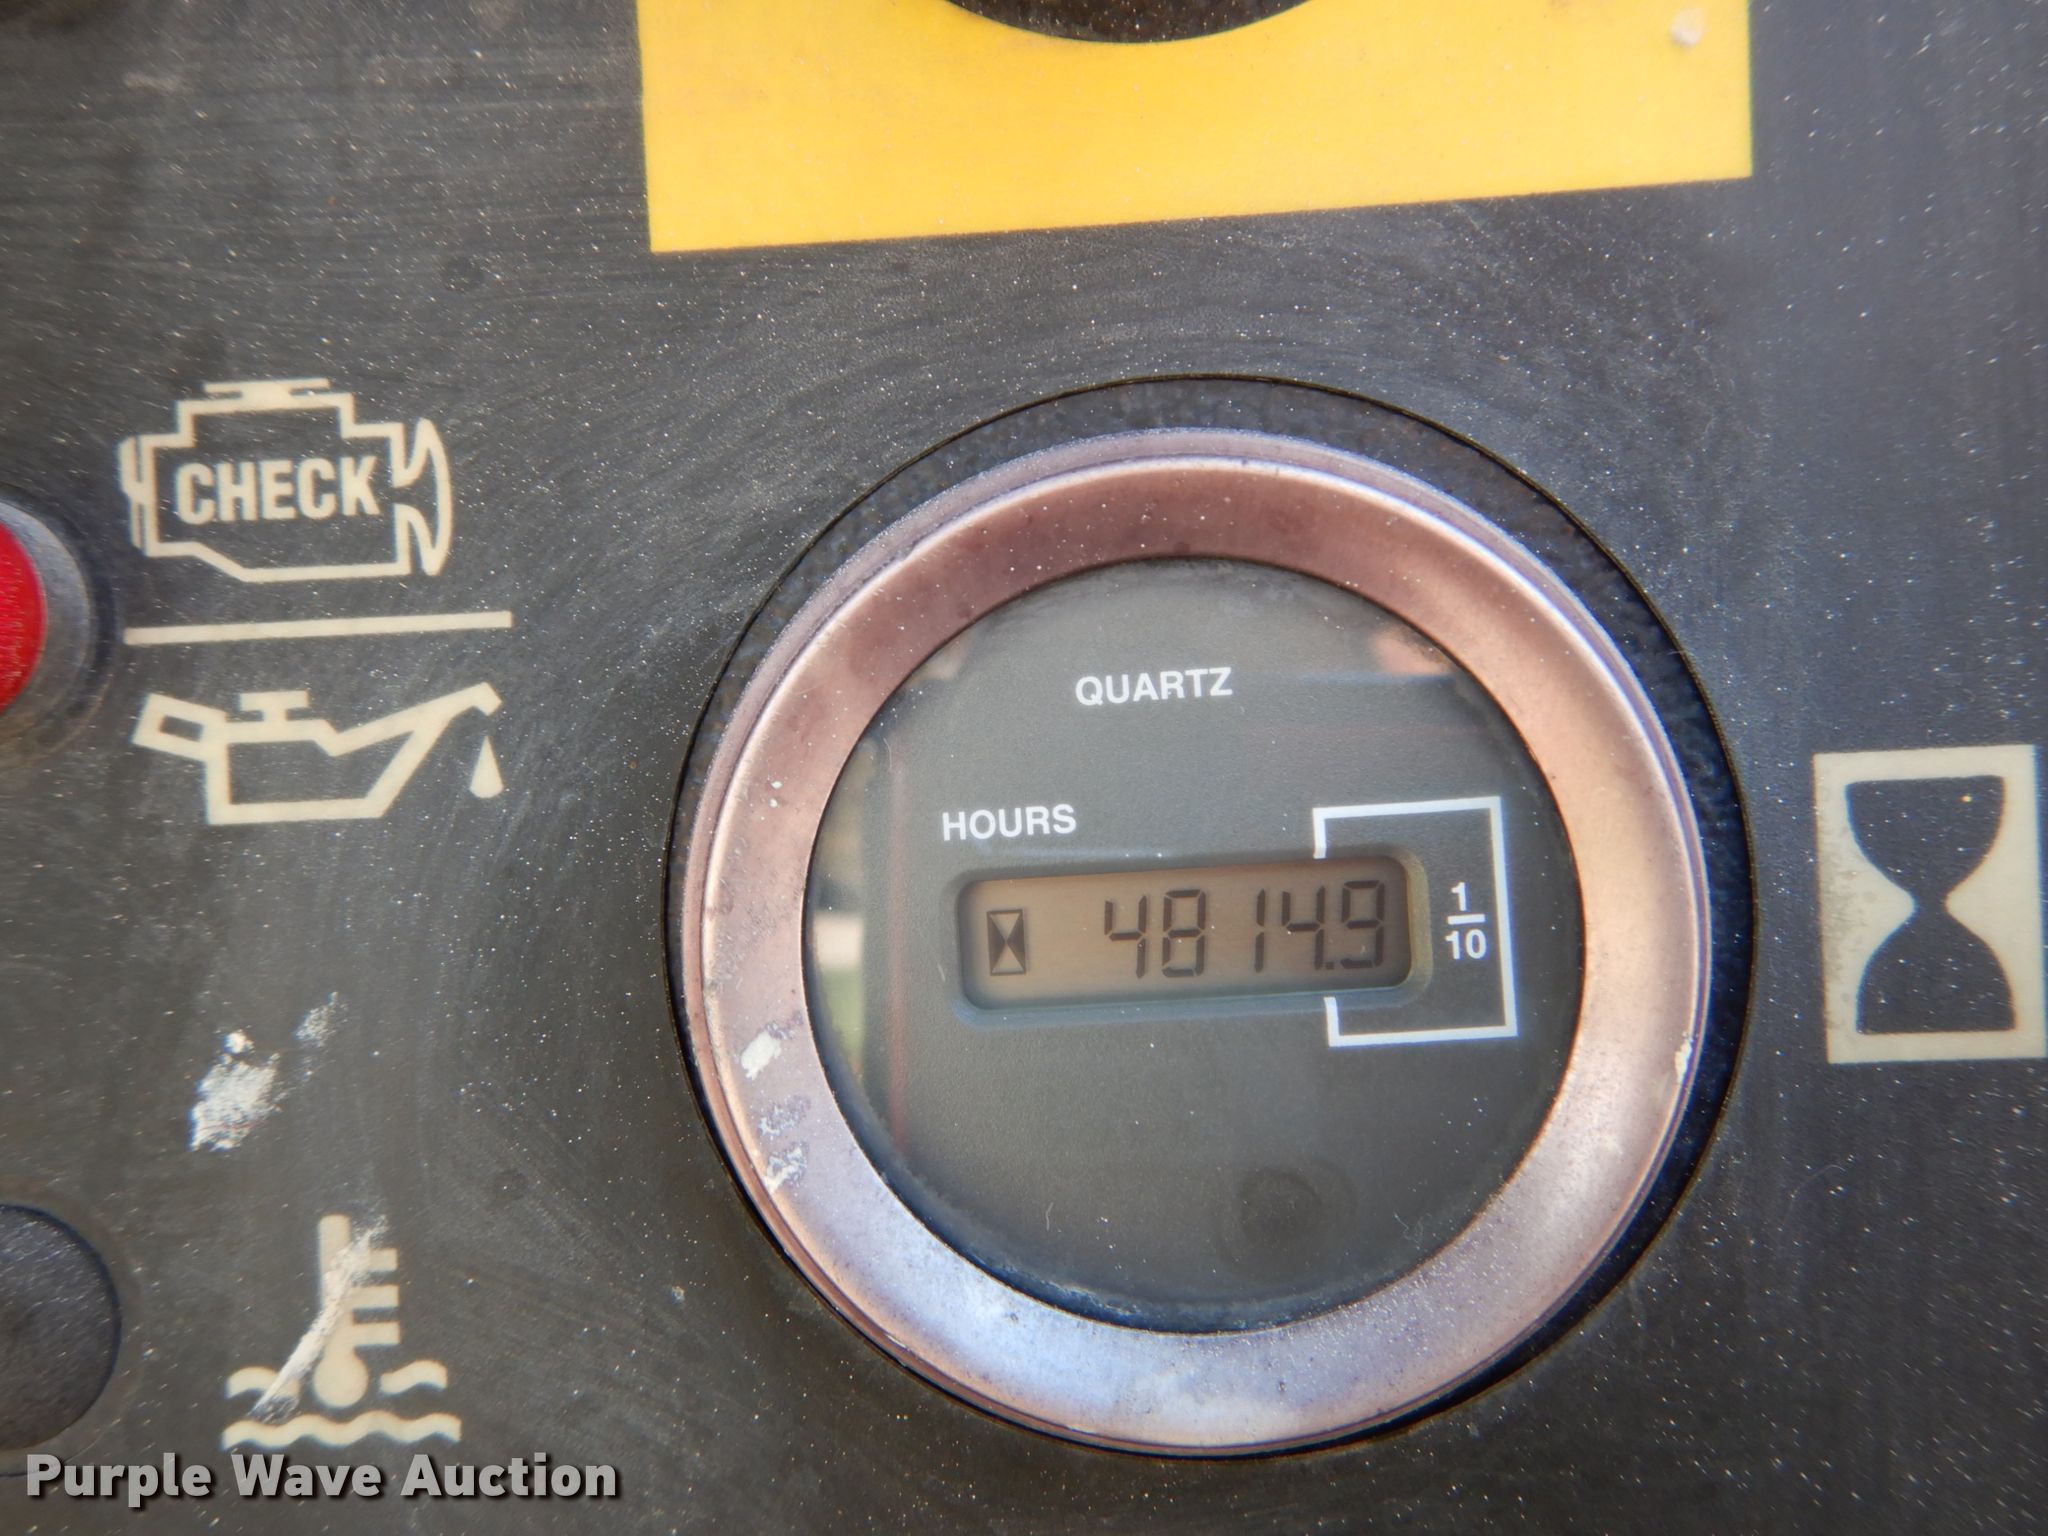 CHECK
QUARTZ
HOURS
4814.9
1/10
Purple Wave Auction